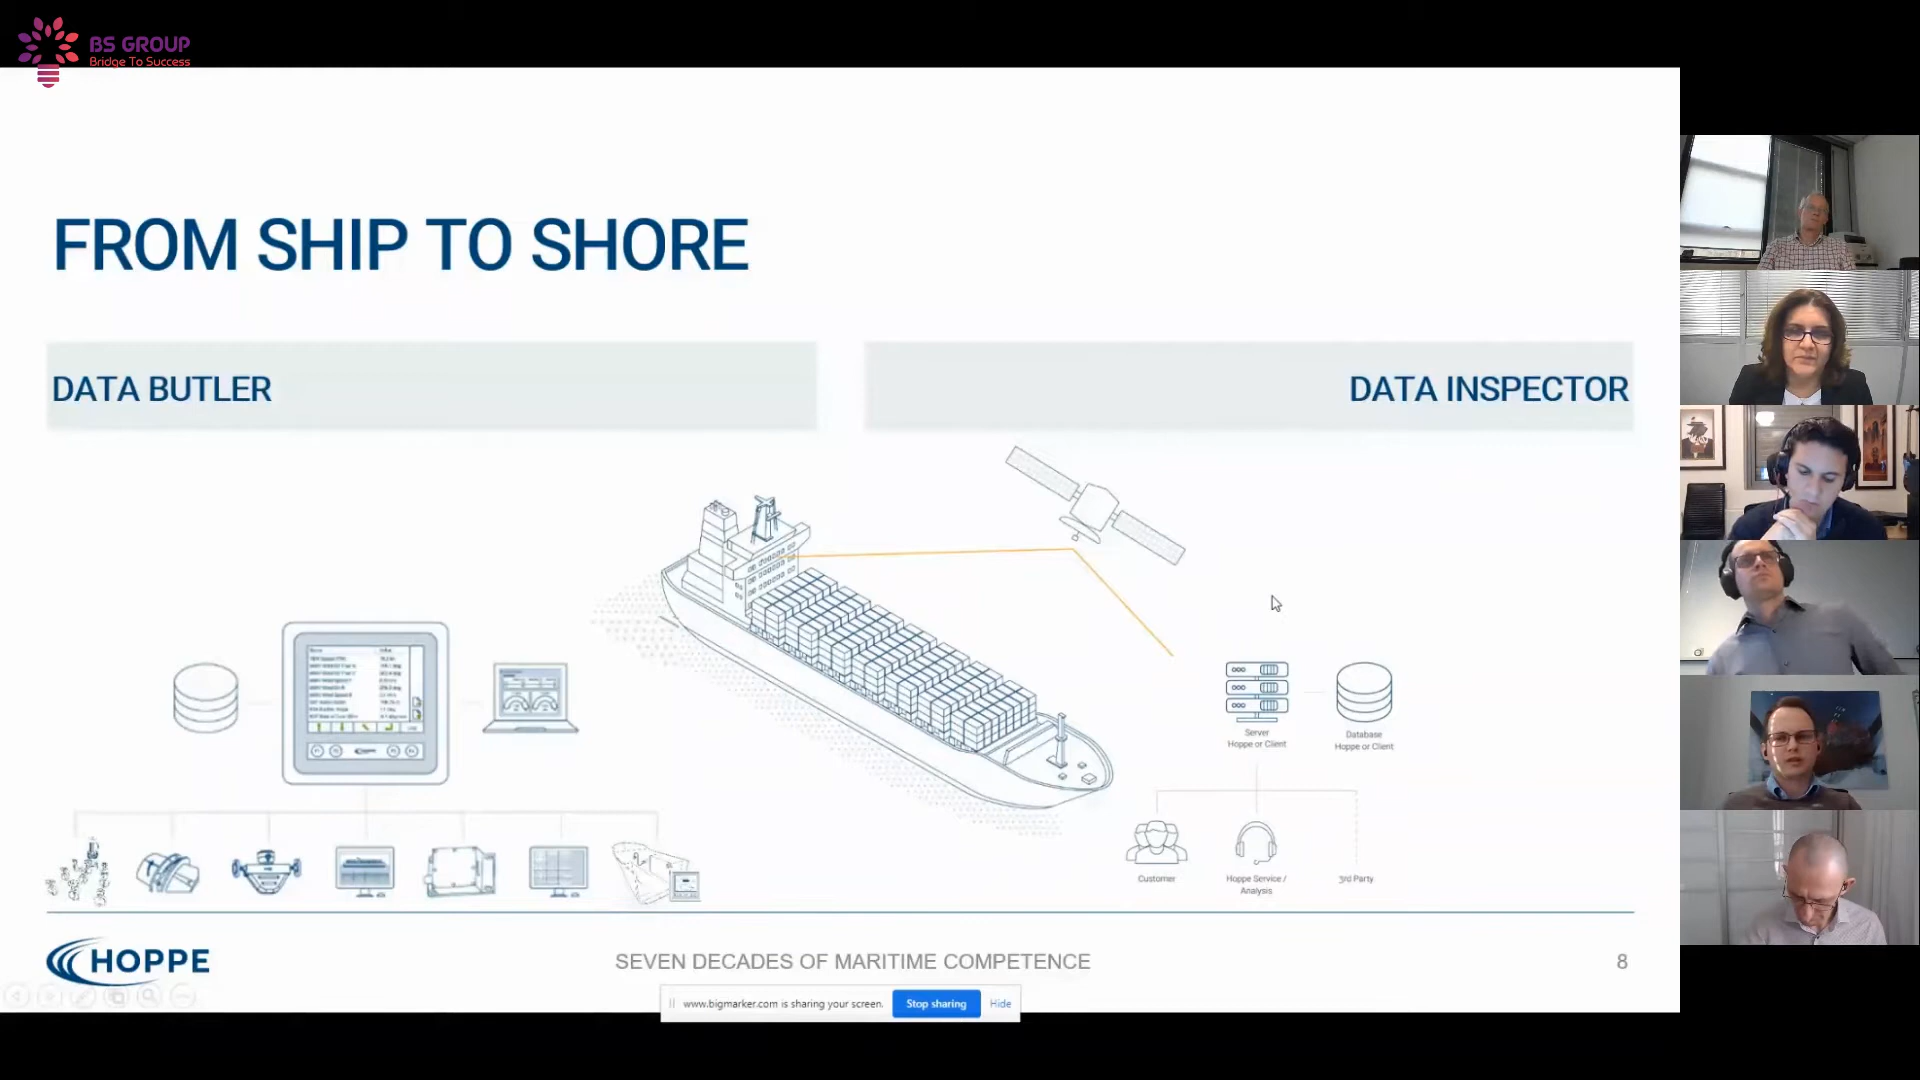 BS GROUP
Bridge To Success
FROM SHIP TO SHORE
DATA BUTLER
DATA INSPECTOR
Server
Hoppe or Client
Database
Hoppe or Client
Customer
Hoppe Service /
Analysis
3rd Party
HOPPE
SEVEN DECADES OF MARITIME COMPETENCE
8
www.bigmarker.com is sharing your screen.
Stop sharing
Hide